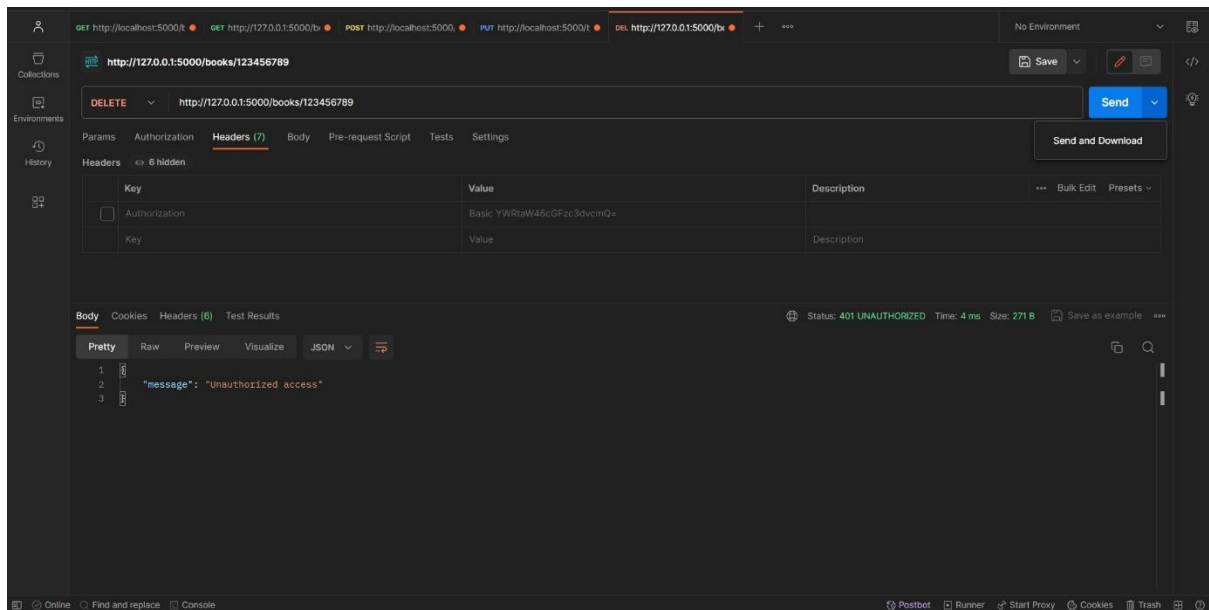 GET http://localhost:5000/t GET http://127.0.0.1:5000/b POST http://localhost:5000, PUT http://localhost:5000/t DEL http://127.0.0.1:5000/b + No Environment
Collections
http://127.0.0.1:5000/books/123456789 Save
DELETE http://127.0.0.1:5000/books/123456789 Send
Environments
Params Authorization Headers (7) Body Pre-request Script Tests Settings
Send and Download
History
Headers 6 hidden
Key Value Description Bulk Edit Presets
Authorization Basic YWRtaW46cGFzc3dvcmQ=
Key Value Description
Body Cookies Headers (6) Test Results Status: 401 UNAUTHORIZED Time: 4 ms Size: 271 B Save as example
Pretty Raw Preview Visualize JSON
1 {
2 "message": "Unauthorized access"
3 }
Online Find and replace Console Postbot Runner Start Proxy Cookies Trash